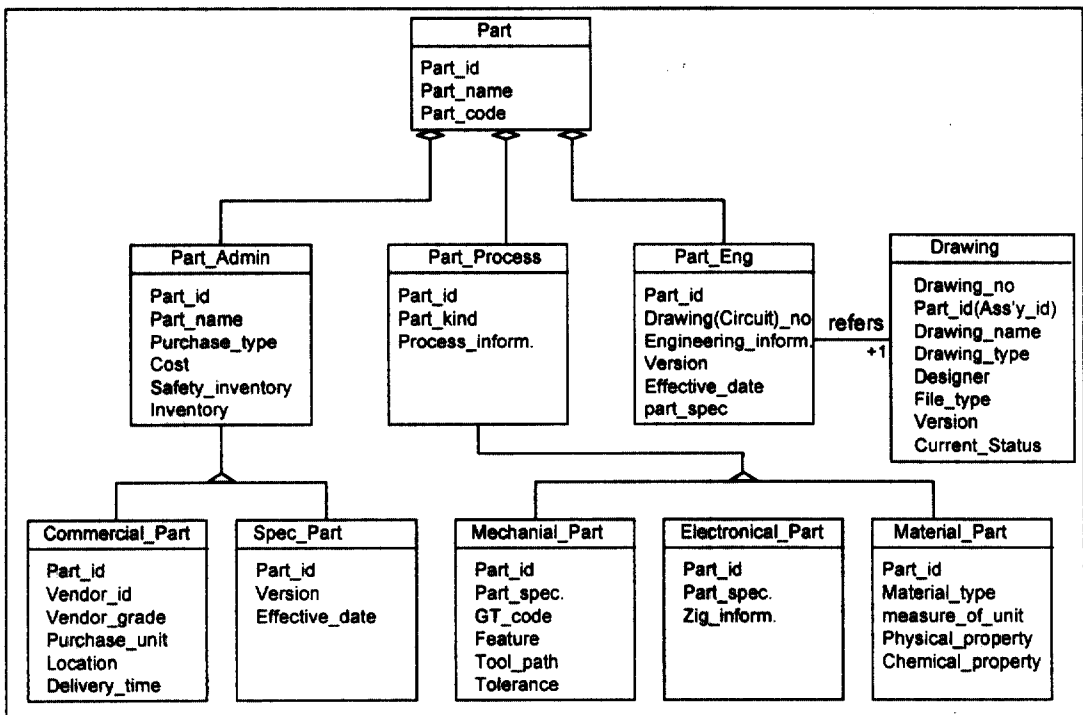 Part
Part_id
Part_name
Part_code
Part_Admin
Part_id
Part_name
Purchase_type
Cost
Safety_inventory
Inventory
Part_Process
Part_id
Part_kind
Process_inform.
Part_Eng
Part_id
Drawing(Circuit)_no
Engineering_inform.
Version
Effective_date
part_spec
refers
+1
Drawing
Drawing_no
Part_id(Ass'y_id)
Drawing_name
Drawing_type
Designer
File_type
Version
Current_Status
Commercial_Part
Part_id
Vendor_id
Vendor_grade
Purchase_unit
Location
Delivery_time
Spec_Part
Part_id
Version
Effective_date
Mechanial_Part
Part_id
Part_spec.
GT_code
Feature
Tool_path
Tolerance
Electronical_Part
Part_id
Part_spec.
Zig_inform.
Material_Part
Part_id
Material_type
measure_of_unit
Physical_property
Chemical_property